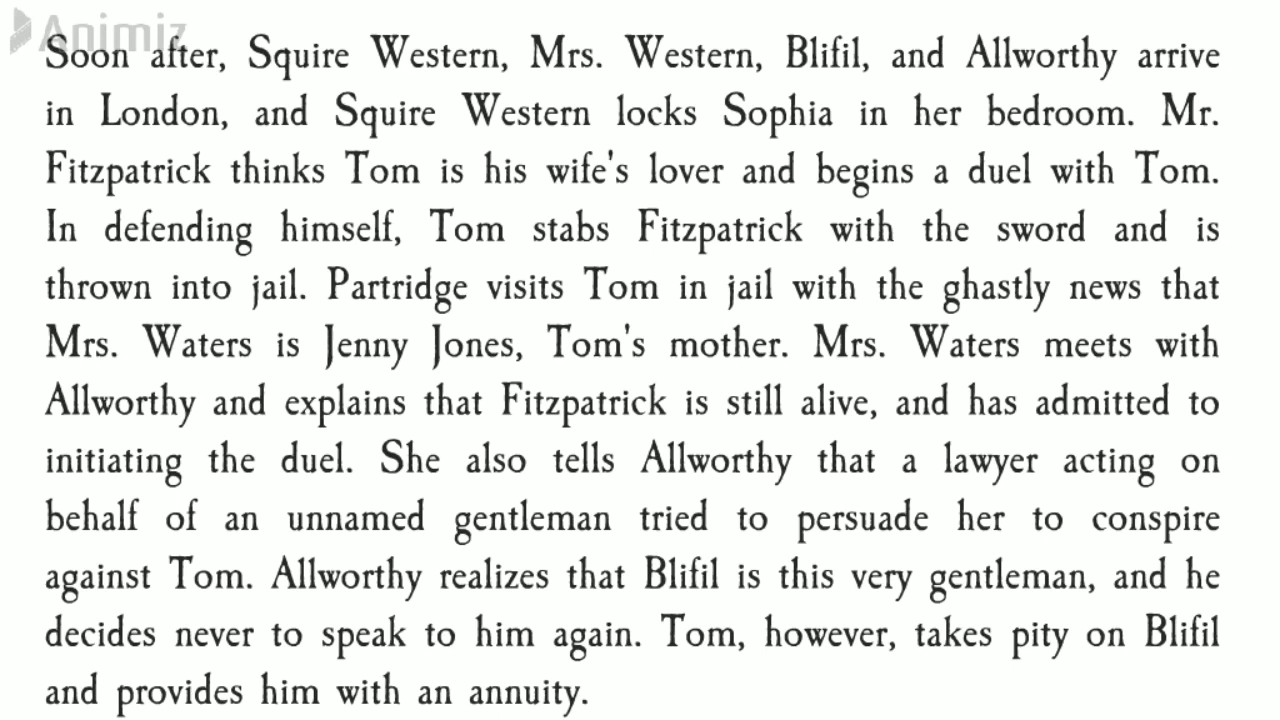 Animiz
Soon after, Squire Western, Mrs. Western, Blifil, and Allworthy arrive
in London, and Squire Western locks Sophia in her bedroom. Mr.
Fitzpatrick thinks Tom is his wife's lover and begins a duel with Tom.
In defending himself, Tom stabs Fitzpatrick with the sword and is
thrown into jail. Partridge visits Tom in jail with the ghastly news that
Mrs. Waters is Jenny Jones, Tom's mother. Mrs. Waters meets with
Allworthy and explains that Fitzpatrick is still alive, and has admitted to
initiating the duel. She also tells Allworthy that a lawyer acting on
behalf of an unnamed gentleman tried to persuade her to conspire
against Tom. Allworthy realizes that Blifil is this very gentleman, and he
decides never to speak to him again. Tom, however, takes pity on Blifil
and provides him with an annuity.